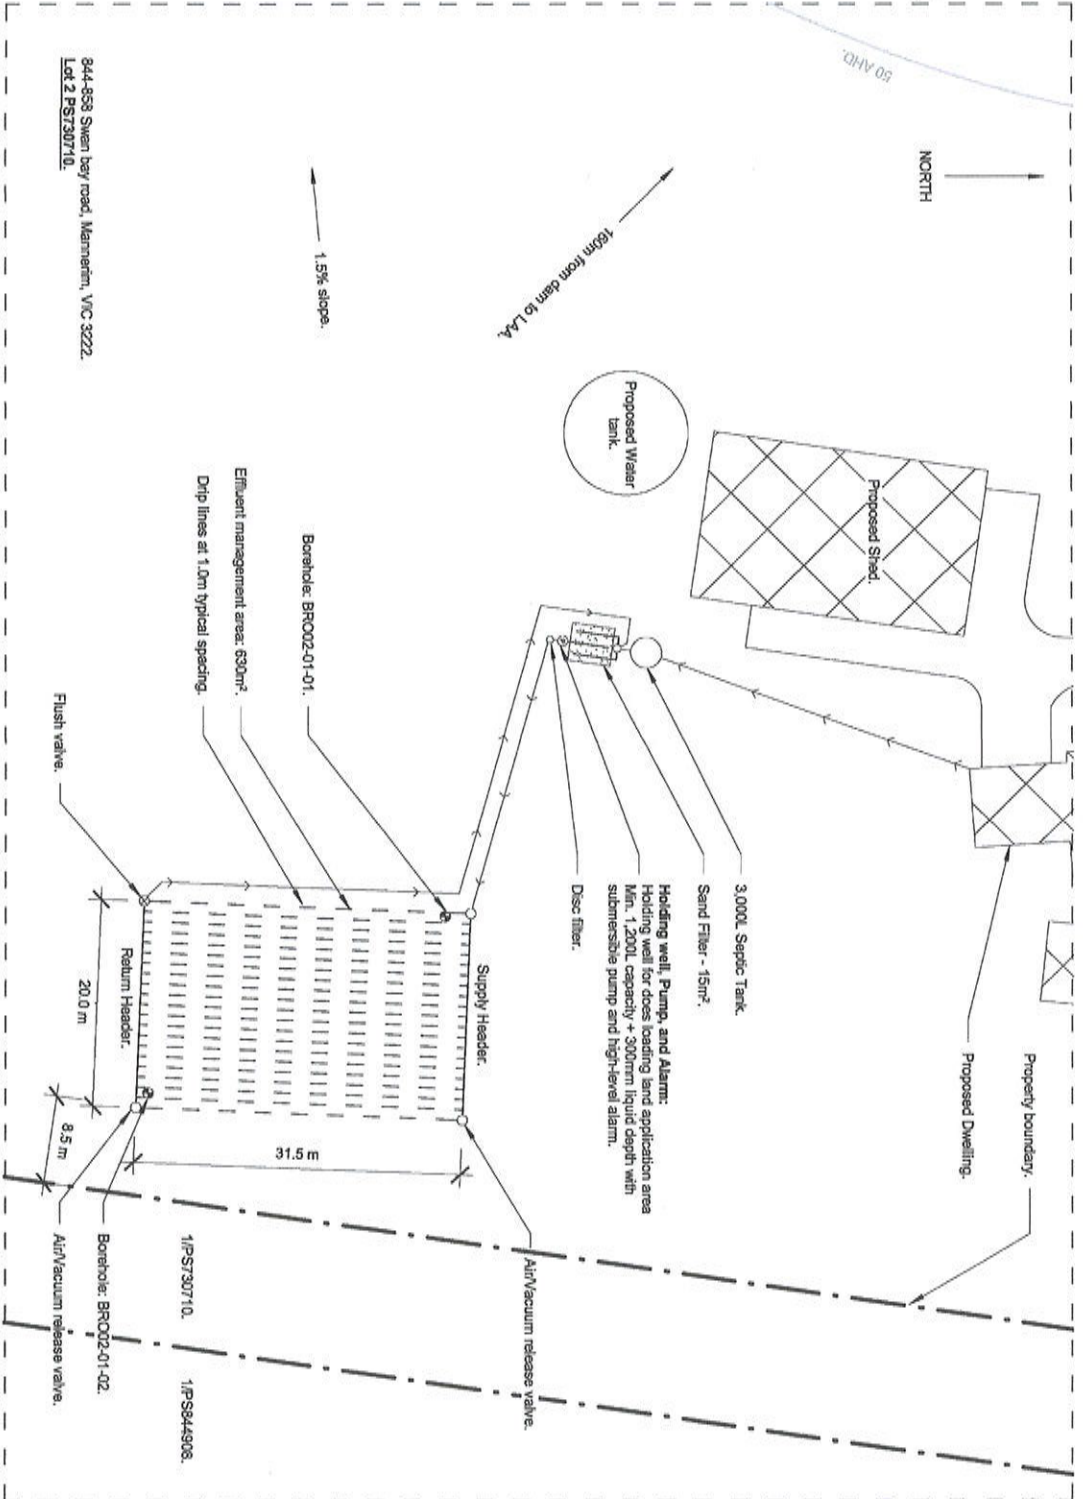 50 AHD.
NORTH
160m from dam to LAA.
1.5% slope.
844-858 Swan bay road, Mannerim, VIC 3222.
Lot 2 PS730710.
Proposed Shed.
Proposed Water
tank.
Property boundary.
Proposed Dwelling.
3,000L Septic Tank.
Sand Filter - 15m².
Holding well, Pump, and Alarm:
Holding well for does loading land application area
Min. 1,200L capacity + 300mm liquid depth with
submersible pump and high-level alarm.
Disc filter.
Borehole: BRO02-01-01.
Effluent management area: 630m².
Drip lines at 1.0m typical spacing.
Flush valve.
Supply Header.
Return Header.
20.0 m
8.5 m
31.5 m
Air/Vacuum release valve.
1/PS730710.
1/PS844908.
Borehole: BRO02-01-02.
Air/Vacuum release valve.